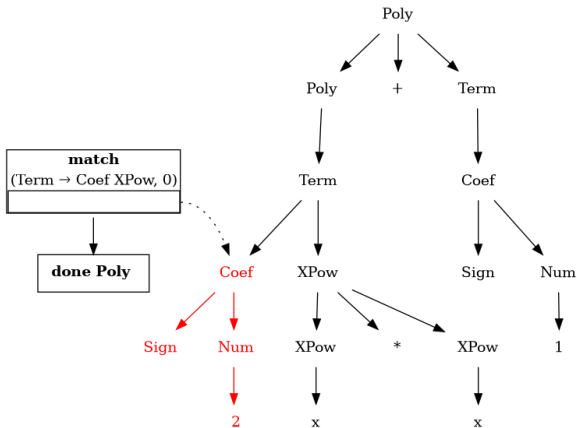 Poly
Poly + Term
match
(Term → Coef XPow, 0)
Term Coef
done Poly
Coef XPow Sign Num
Sign Num XPow * XPow 1
2 x x